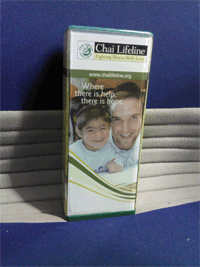 Chai Lifeline
Fighting Illness With Love
www.chailifeline.org
Where
there is help,
there is hope.